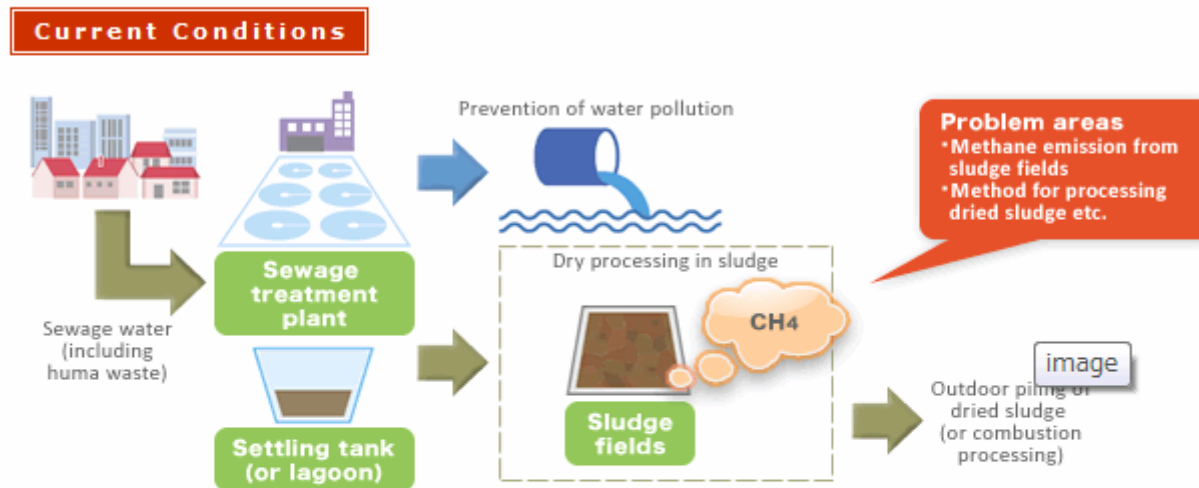 Current Conditions
Prevention of water pollution
Problem areas
•Methane emission from
sludge fields
•Method for processing
dried sludge etc.
Sewage
treatment
plant
Dry processing in sludge
CH4
Sewage water
(including
huma waste)
image
Outdoor piling of
dried sludge
(or combustion
processing)
Sludge
fields
Settling tank
(or lagoon)